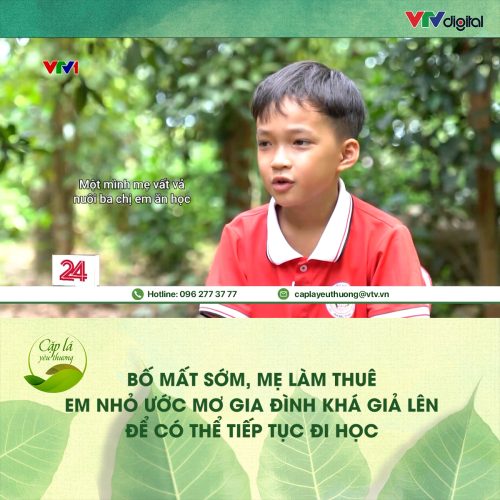 VTVdigital
VTV1
Một mình mẹ vất vả
nuôi ba chị em ăn học
24
Hotline: 096 277 37 77
caplayeuthuong@vtv.vn
Cặp lá
yêu thương
BỐ MẤT SỚM, MẸ LÀM THUÊ
EM NHỎ ƯỚC MƠ GIA ĐÌNH KHÁ GIẢ LÊN
ĐỂ CÓ THỂ TIẾP TỤC ĐI HỌC